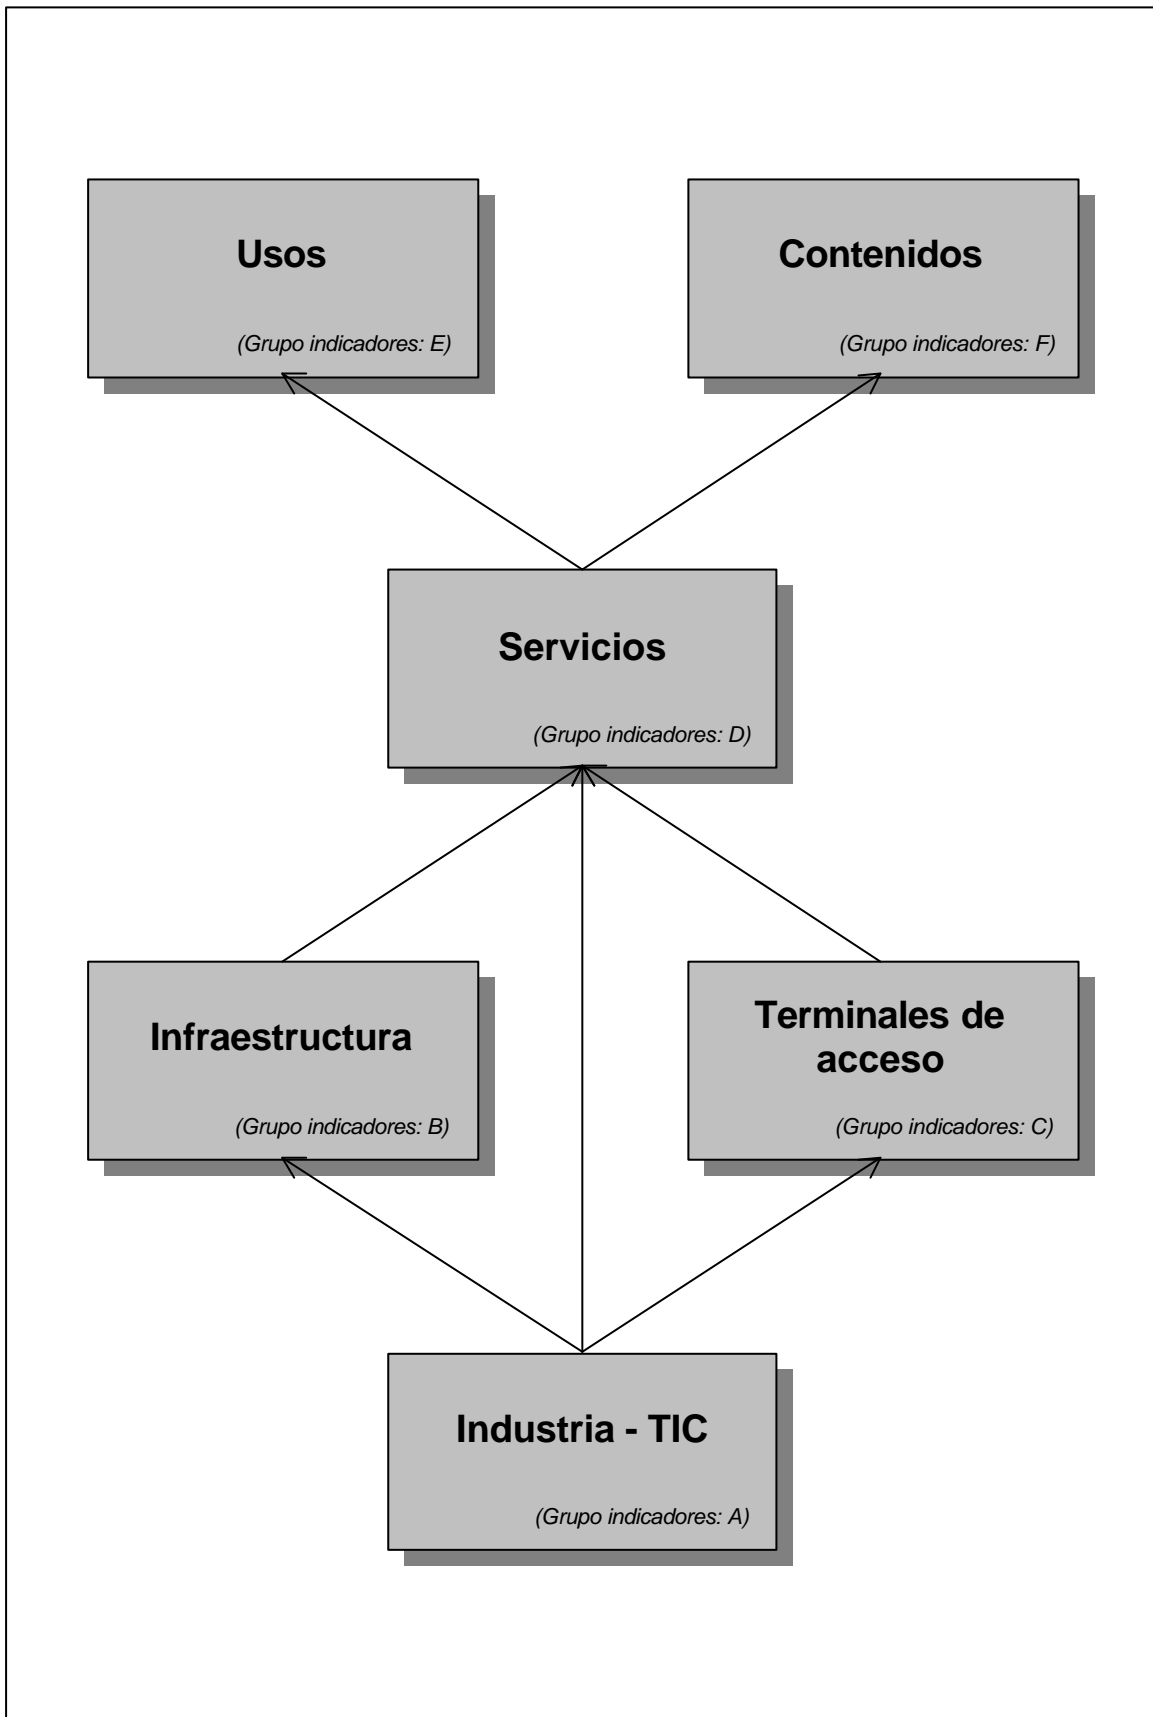 Usos
(Grupo indicadores: E)
Contenidos
(Grupo indicadores: F)
Servicios
(Grupo indicadores: D)
Infraestructura
(Grupo indicadores: B)
Terminales de
acceso
(Grupo indicadores: C)
Industria - TIC
(Grupo indicadores: A)